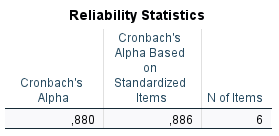 Reliability Statistics
Cronbach's
Alpha
Cronbach's
Alpha Based
on
Standardized
Items
N of Items
,880 ,886 6